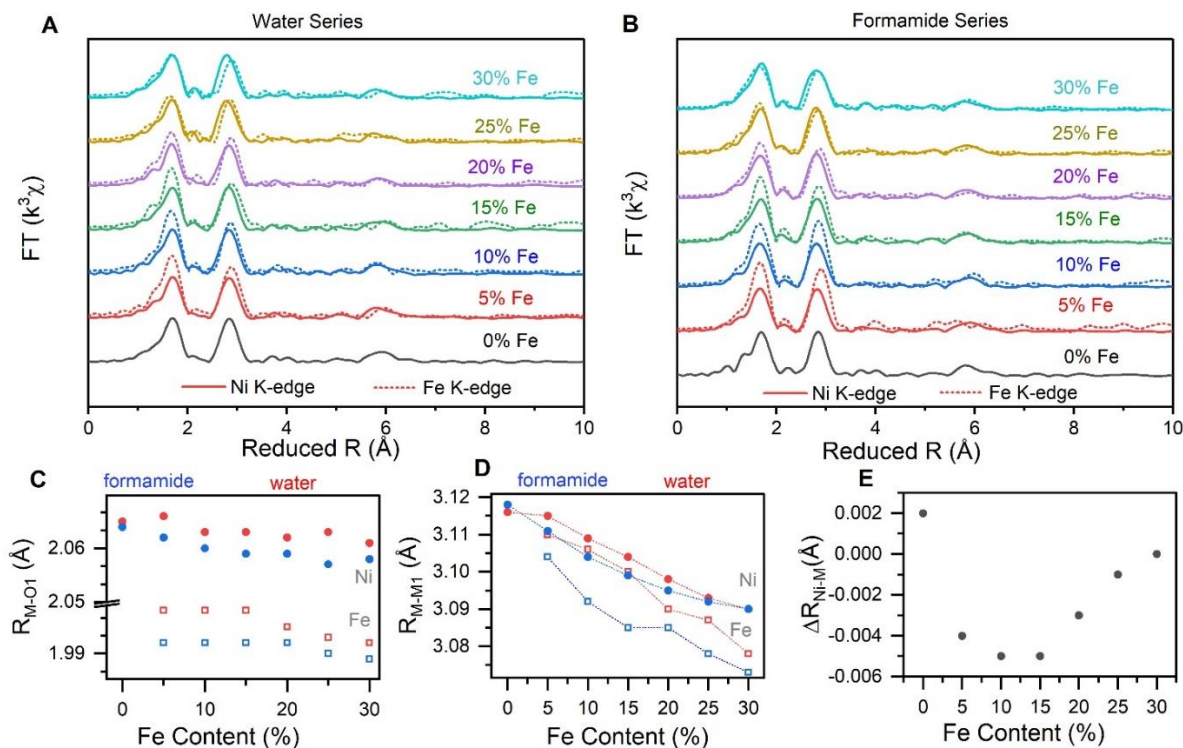 A
Water Series
FT (k³χ)
30% Fe
25% Fe
20% Fe
15% Fe
10% Fe
5% Fe
0% Fe
Ni K-edge
Fe K-edge
0
2
4
6
8
10
Reduced R (Å)
B
Formamide Series
FT (k³χ)
30% Fe
25% Fe
20% Fe
15% Fe
10% Fe
5% Fe
0% Fe
Ni K-edge
Fe K-edge
0
2
4
6
8
10
Reduced R (Å)
C
formamide
water
R_M-O1 (Å)
2.06
2.05
1.99
Ni
Fe
0
5
10
15
20
25
30
Fe Content (%)
D
formamide
water
R_M-M1 (Å)
3.12
3.11
3.10
3.09
3.08
Ni
Fe
0
5
10
15
20
25
30
Fe Content (%)
E
ΔR_Ni-M(Å)
0.002
0.000
-0.002
-0.004
-0.006
0
5
10
15
20
25
30
Fe Content (%)